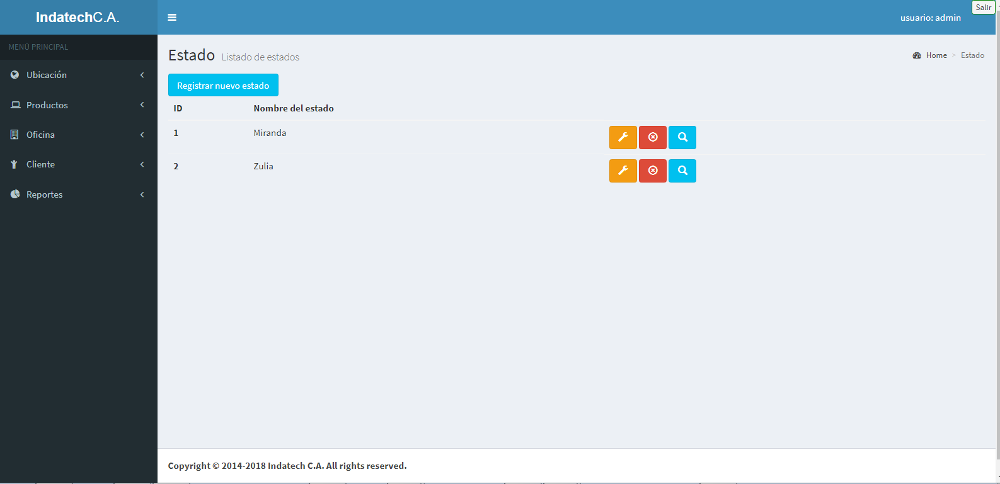 IndatechC.A.
usuario: admin
Salir
MENÚ PRINCIPAL
Ubicación
Productos
Oficina
Cliente
Reportes
Estado Listado de estados
Home > Estado
Registrar nuevo estado
ID Nombre del estado
1 Miranda
2 Zulia
Copyright © 2014-2018 Indatech C.A. All rights reserved.